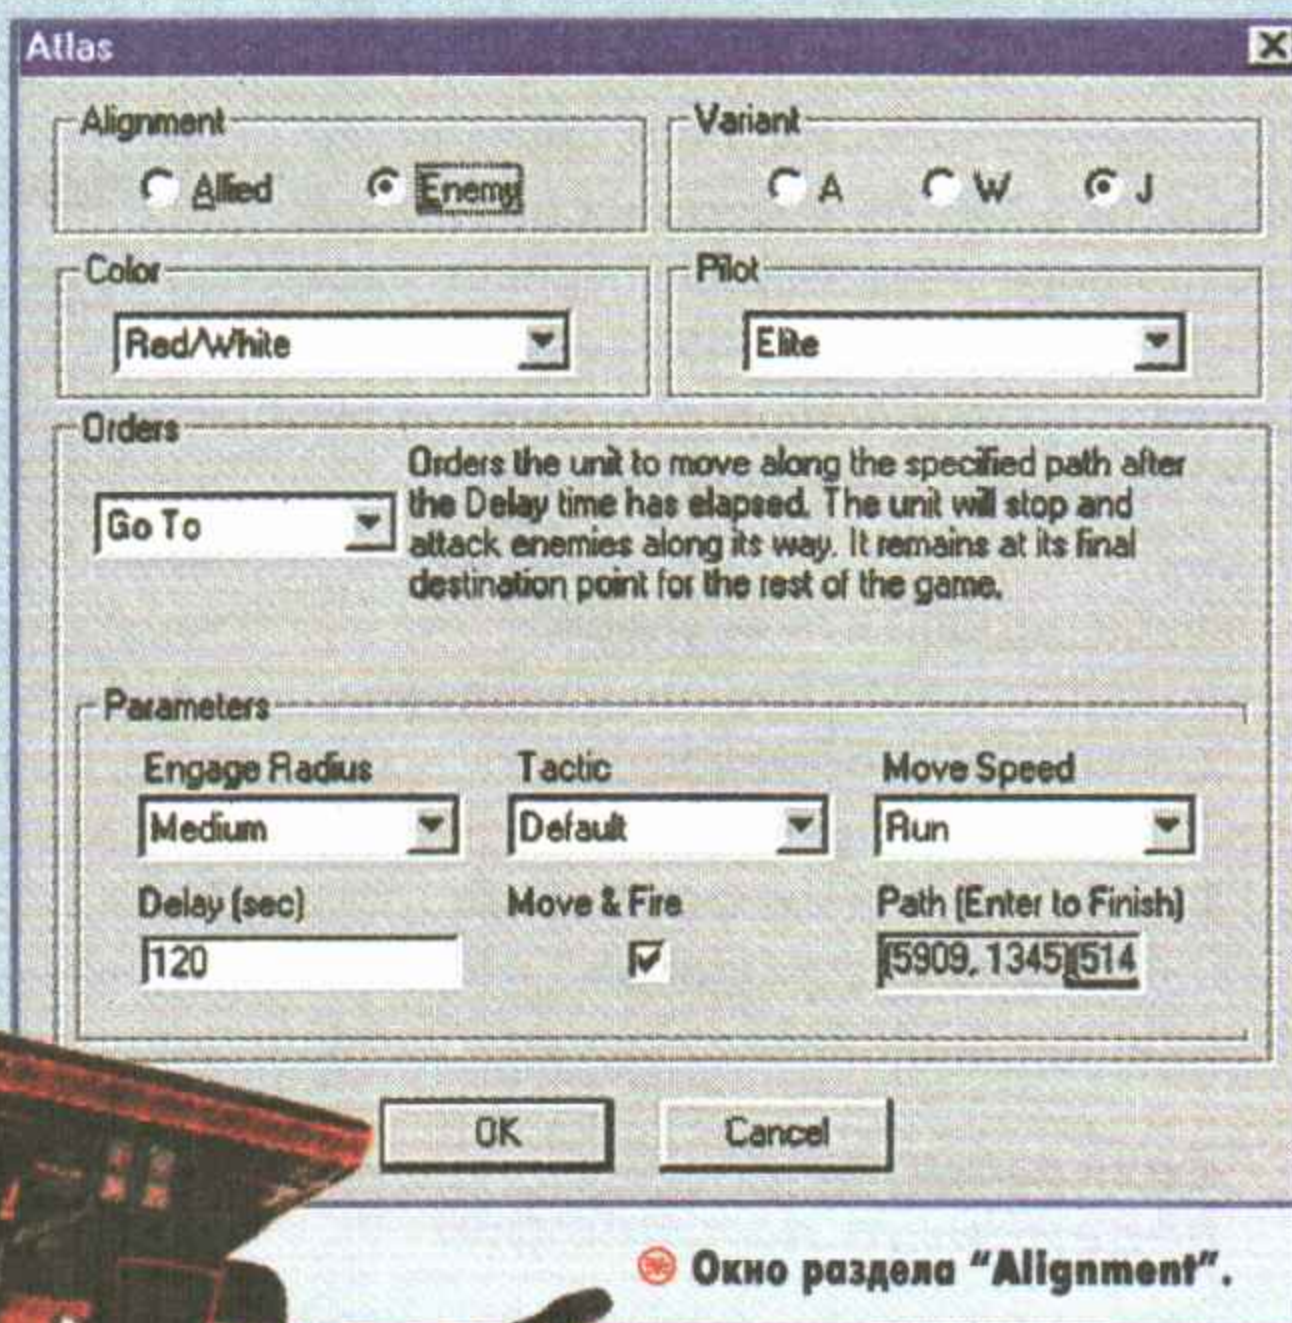 Atlas
Alignment
Allied
Enemy
Variant
A
W
J
Color
Red/White
Pilot
Elite
Orders
Go To
Orders the unit to move along the specified path after
the Delay time has elapsed. The unit will stop and
attack enemies along its way. It remains at its final
destination point for the rest of the game.
Parameters
Engage Radius
Tactic
Move Speed
Medium
Default
Run
Delay (sec)
Move & Fire
Path (Enter to Finish)
120
(5909, 1345)(514
OK
Cancel
Окно раздела "Alignment".